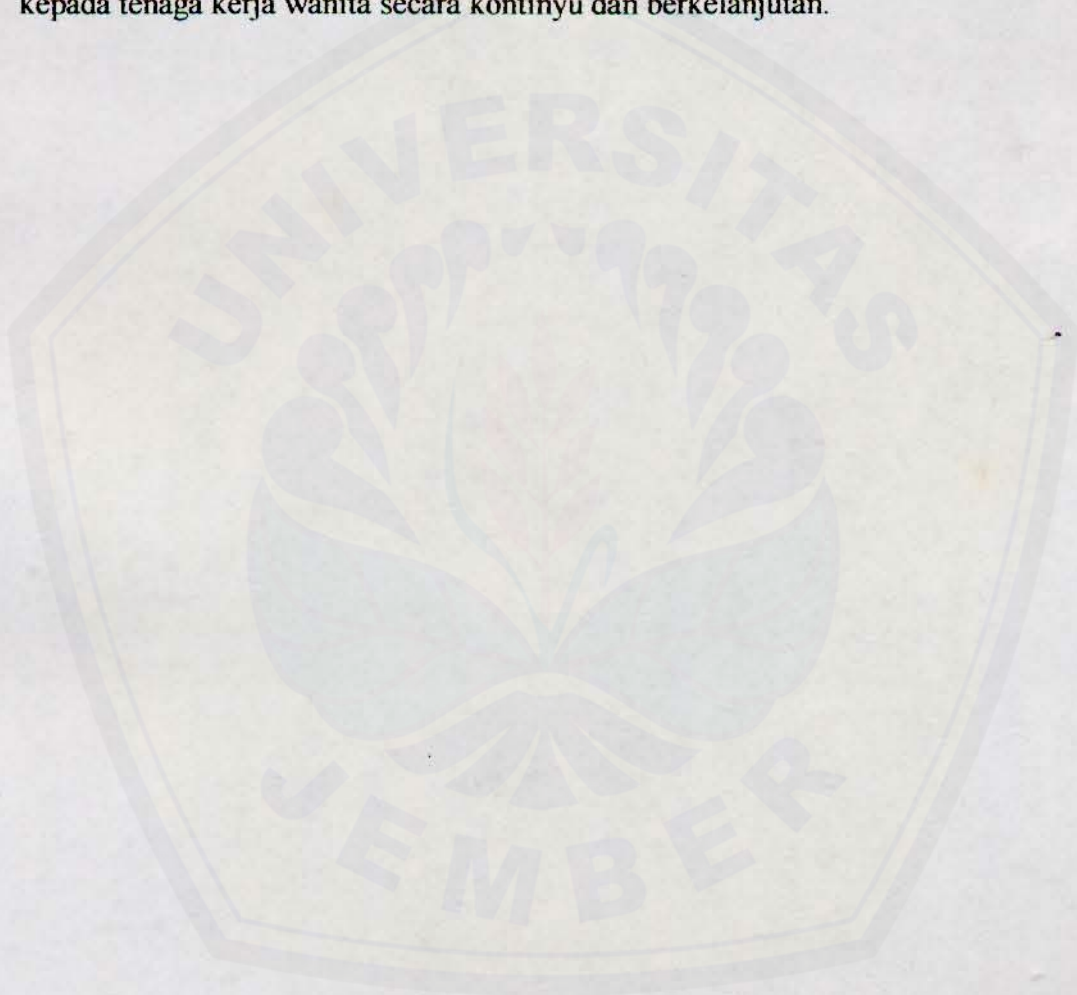 kepada tenaga kerja wanita secara kontinyu dan berkelanjutan.
UNIVERSITAS
JEMBER